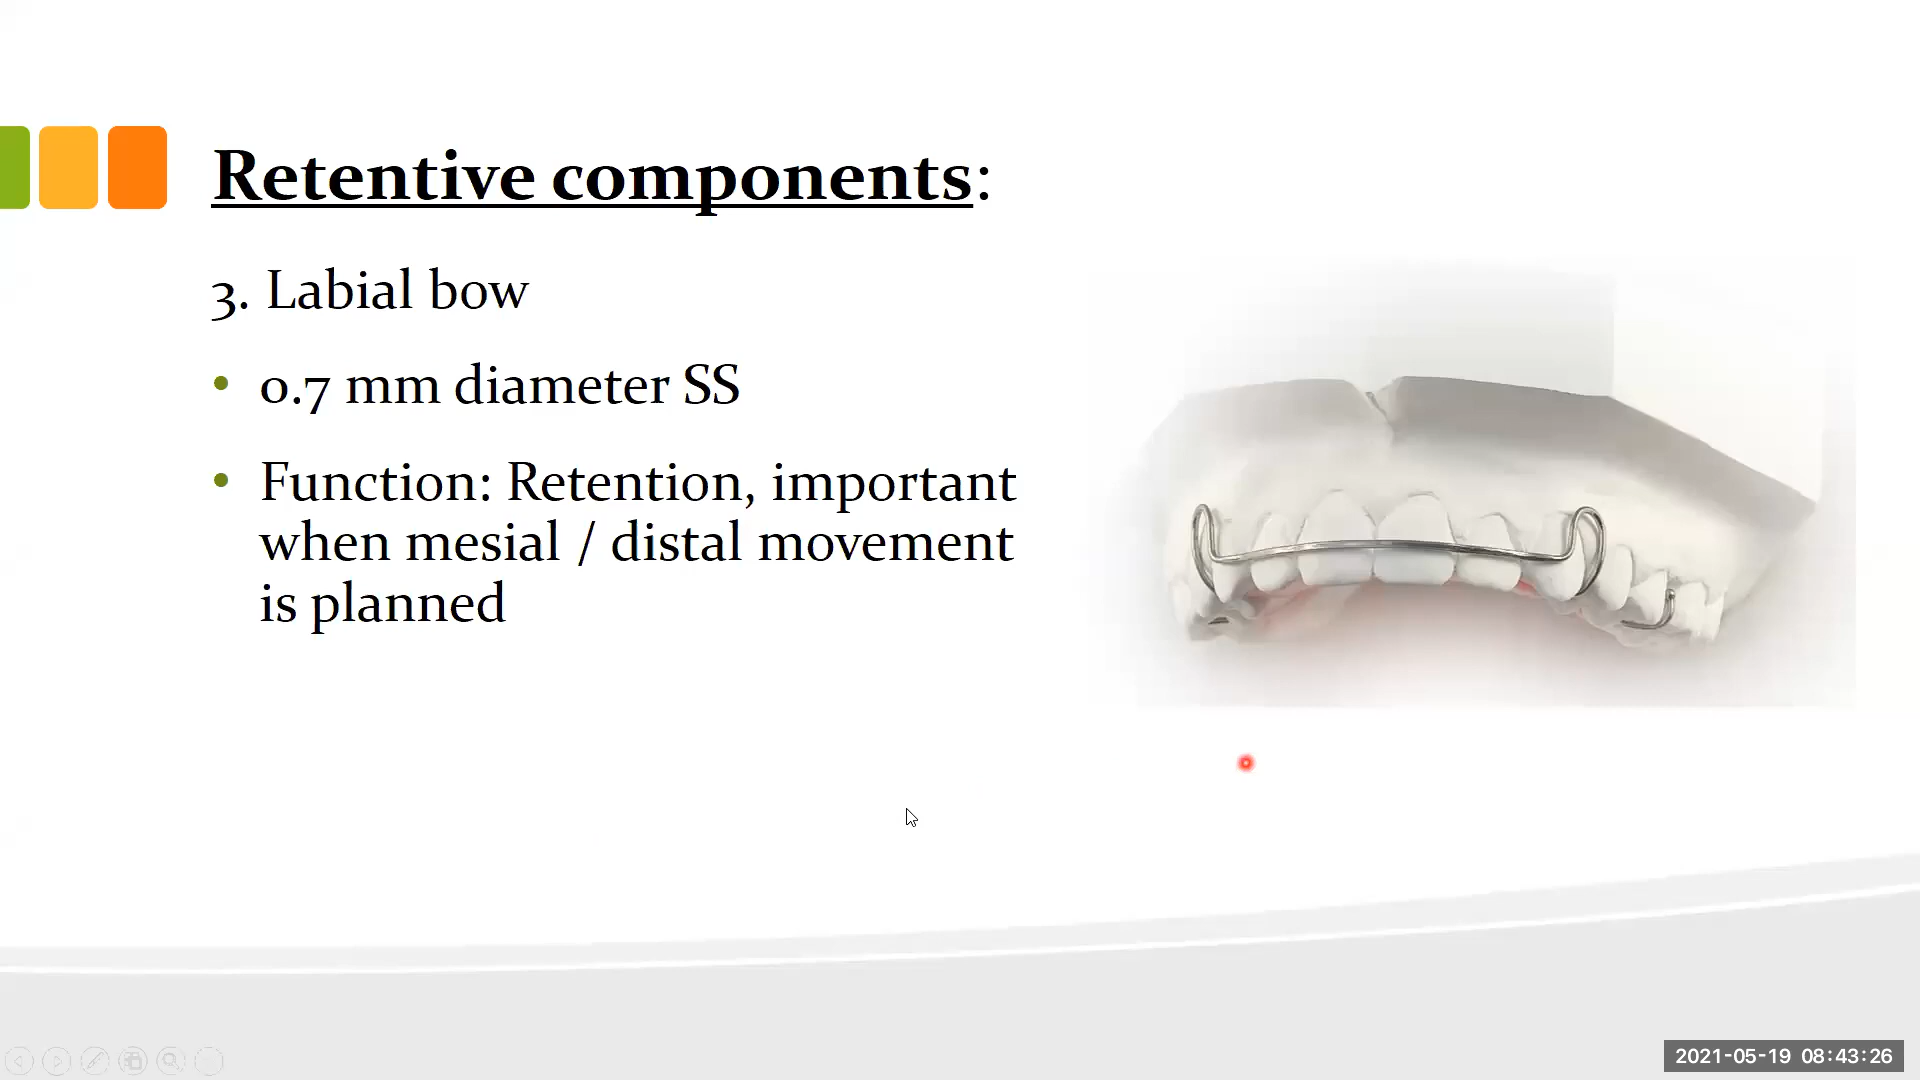 Retentive components:
3. Labial bow
• 0.7 mm diameter SS
• Function: Retention, important
when mesial / distal movement
is planned
2021-05-19 08:43:26